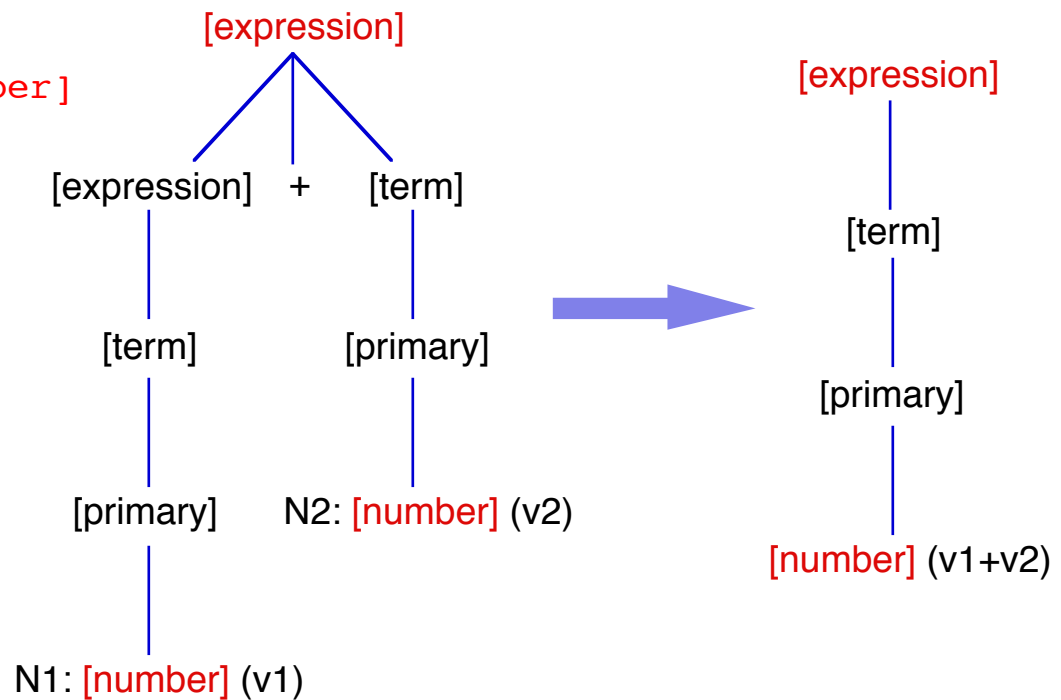 [expression]
ber]
[expression] + [term]
[term]
[primary]
[primary]
N2: [number] (v2)
N1: [number] (v1)
[expression]
[term]
[primary]
[number] (v1+v2)